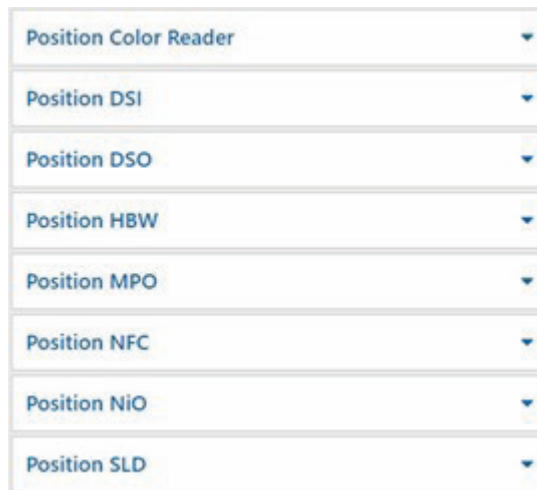 Position Color Reader
Position DSI
Position DSO
Position HBW
Position MPO
Position NFC
Position NiO
Position SLD